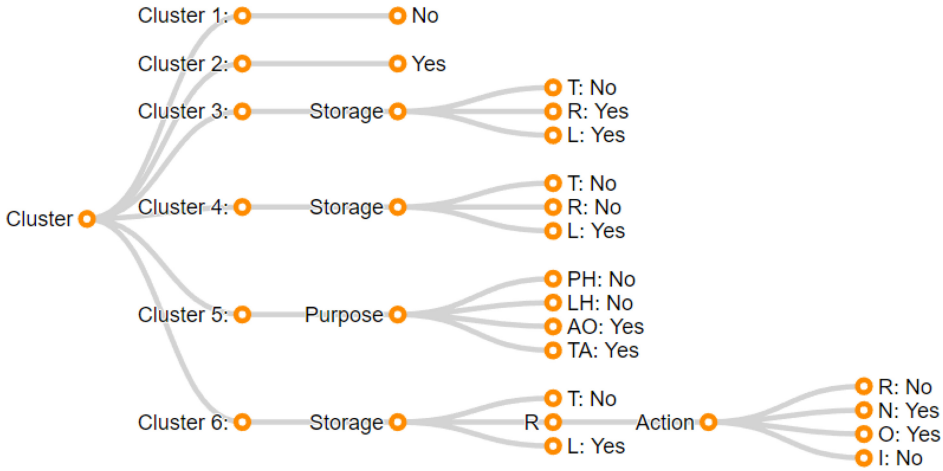 Cluster
Cluster 1:
No
Cluster 2:
Yes
Cluster 3:
Storage
T: No
R: Yes
L: Yes
Cluster 4:
Storage
T: No
R: No
L: Yes
Cluster 5:
Purpose
PH: No
LH: No
AO: Yes
TA: Yes
Cluster 6:
Storage
T: No
R
Action
R: No
N: Yes
O: Yes
I: No
L: Yes